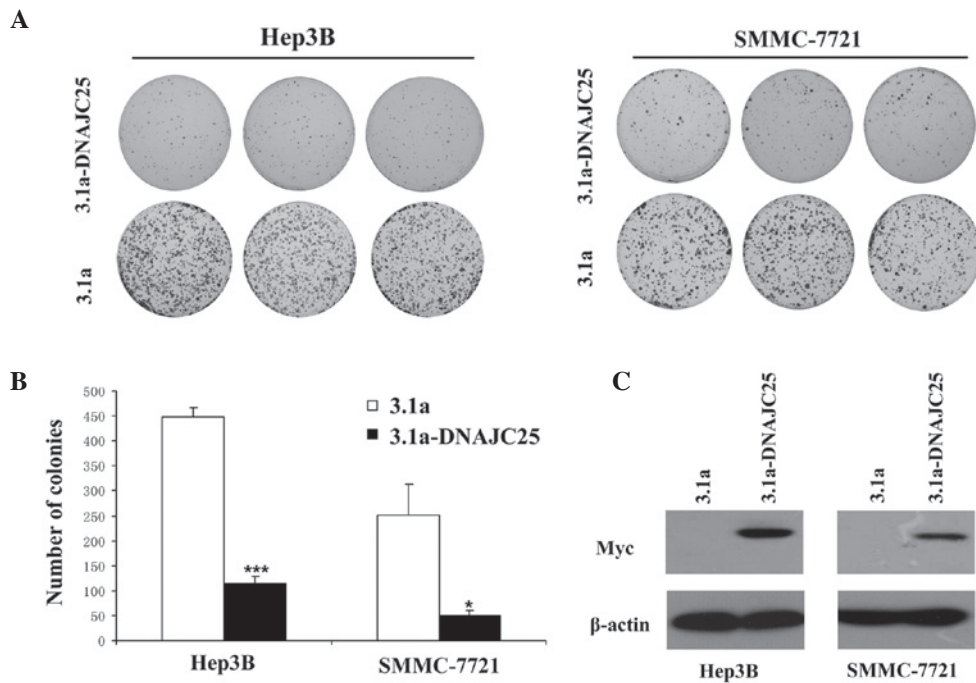 A
Hep3B
SMMC-7721
3.1a-DNAJC25
3.1a
3.1a-DNAJC25
3.1a
B
Number of colonies
500
450
400
350
300
250
200
150
100
50
0
3.1a
3.1a-DNAJC25
***
*
Hep3B
SMMC-7721
C
3.1a
3.1a-DNAJC25
3.1a
3.1a-DNAJC25
Myc
β-actin
Hep3B
SMMC-7721